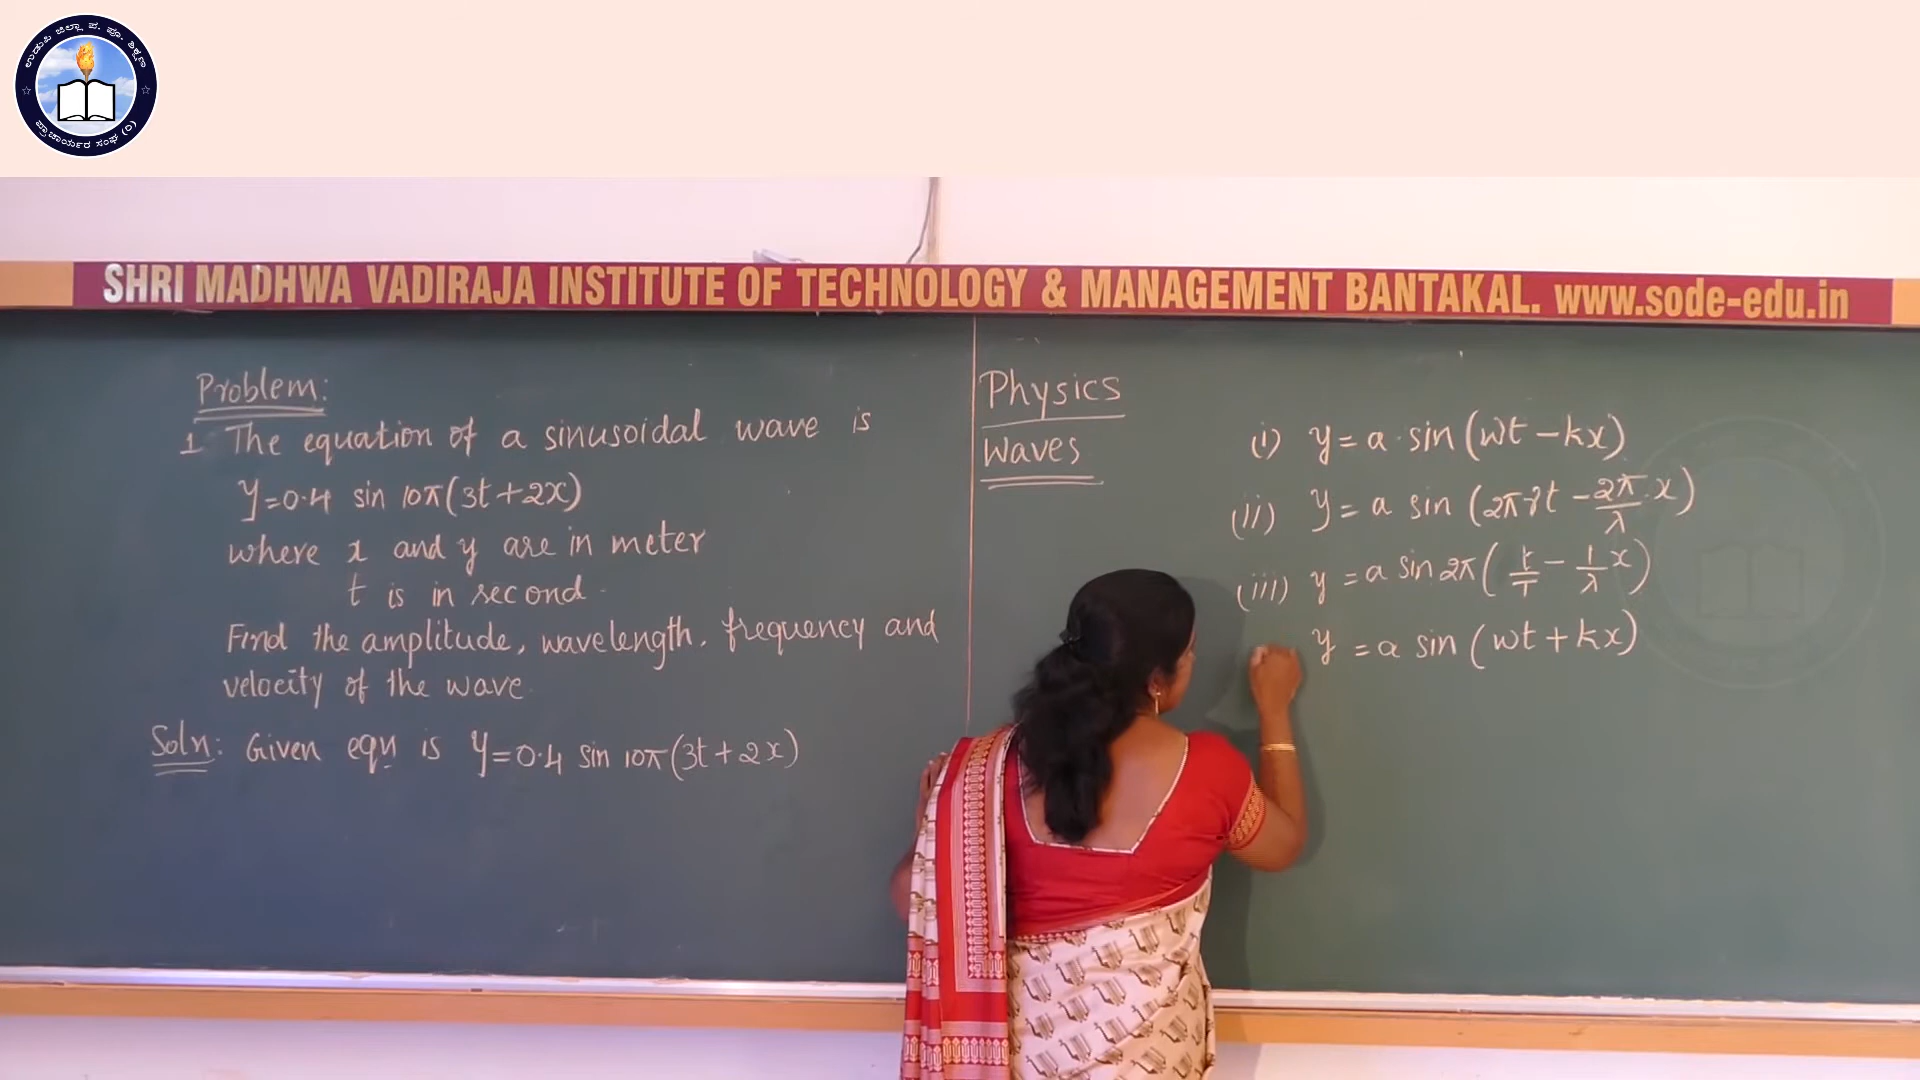 ಉಡುಪಿ ಜಿಲ್ಲಾ ಪ. ಪೂ. ಶಿಕ್ಷಣ
ಪ್ರಾಚಾರ್ಯರ ಸಂಘ (ರಿ)
SHRI MADHWA VADIRAJA INSTITUTE OF TECHNOLOGY & MANAGEMENT BANTAKAL. www.sode-edu.in
Problem:
1 The equation of a sinusoidal wave is
y=0.4 sin 10π(3t+2x)
where x and y are in meter
t is in second.
Find the amplitude, wavelength, frequency and
velocity of the wave.
Soln: Given eqn is y=0.4 sin 10π(3t+2x)
Physics
Waves
(i) y = a sin (ωt - kx)
(ii) y = a sin (2πνt - 2π/λ x)
(iii) y = a sin 2π (t/T - 1/λ x)
y = a sin (ωt + kx)